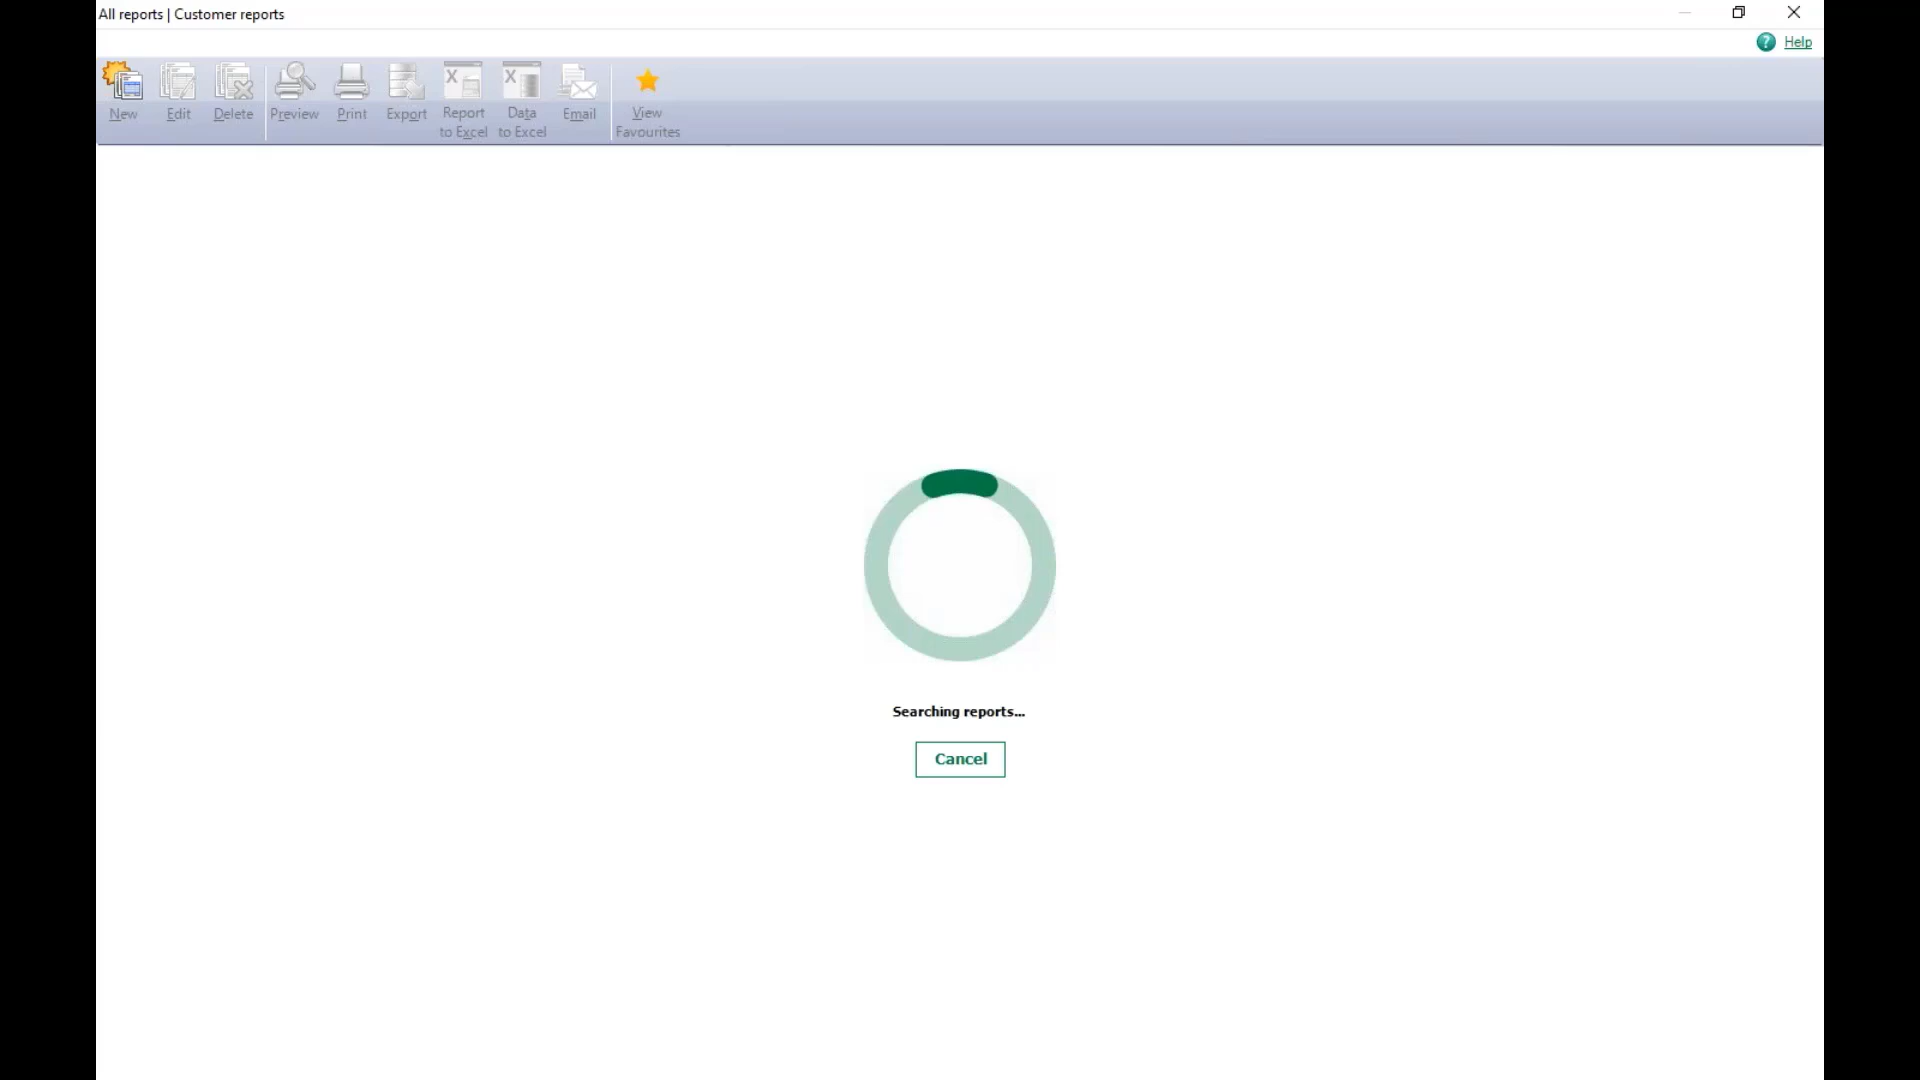 All reports | Customer reports
? Help
New Edit Delete Preview Print Export Report to Excel Data to Excel Email View Favourites
Searching reports...
Cancel